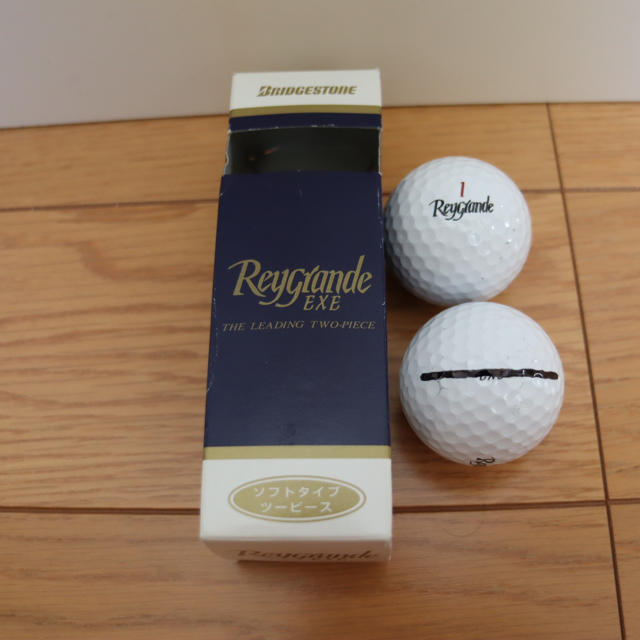 BRIDGESTONE
Reygrande
EXE
THE LEADING TWO-PIECE
ソフトタイプ
ツーピース
Reygrande
1
Reygrande